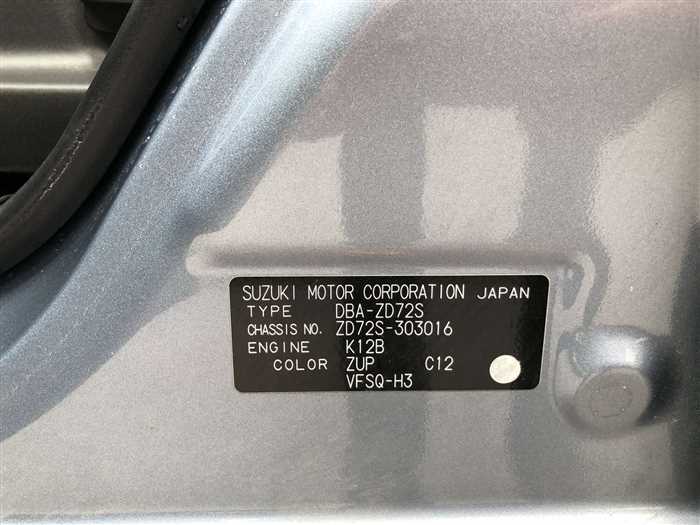 SUZUKI MOTOR CORPORATION JAPAN
TYPE DBA-ZD72S
CHASSIS NO. ZD72S-303016
ENGINE K12B
COLOR ZUP C12
VFSQ-H3